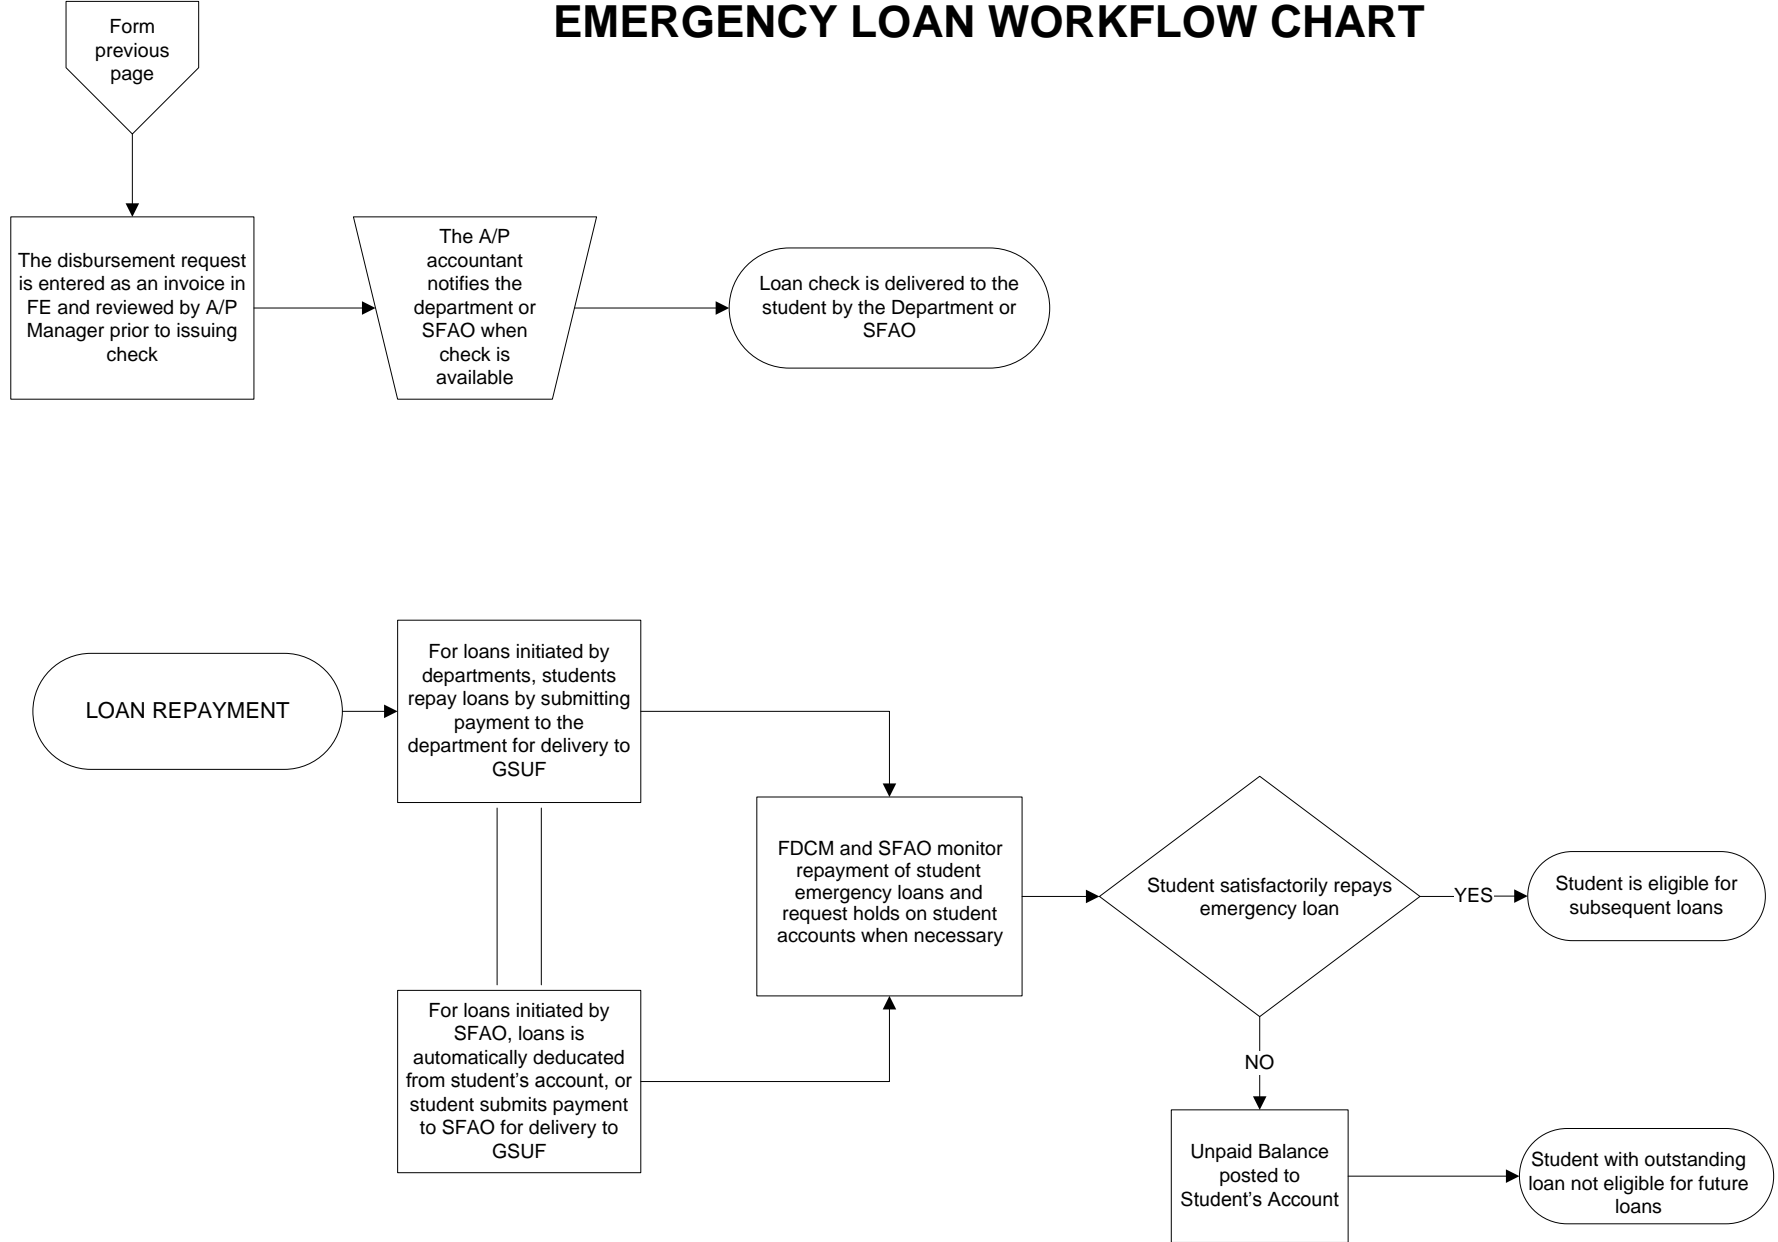 EMERGENCY LOAN WORKFLOW CHART
Form
previous
page
The disbursement request
is entered as an invoice in
FE and reviewed by A/P
Manager prior to issuing
check
The A/P
accountant
notifies the
department or
SFAO when
check is
available
Loan check is delivered to the
student by the Department or
SFAO
LOAN REPAYMENT
For loans initiated by
departments, students
repay loans by submitting
payment to the
department for delivery to
GSUF
For loans initiated by
SFAO, loans is
automatically deducated
from student’s account, or
student submits payment
to SFAO for delivery to
GSUF
FDCM and SFAO monitor
repayment of student
emergency loans and
request holds on student
accounts when necessary
Student satisfactorily repays
emergency loan
YES
Student is eligible for
subsequent loans
NO
Unpaid Balance
posted to
Student’s Account
Student with outstanding
loan not eligible for future
loans